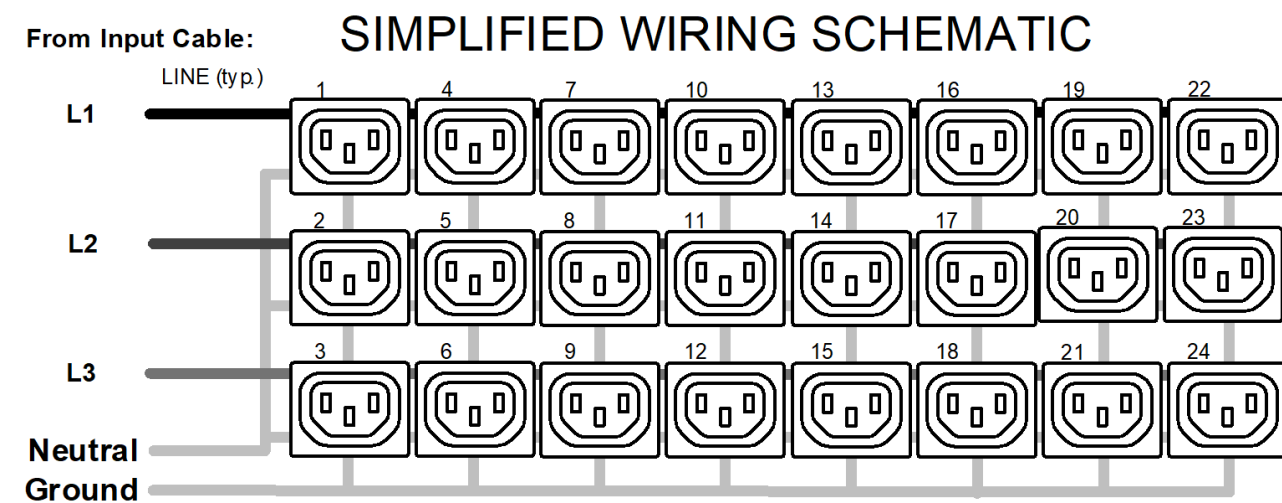 From Input Cable: SIMPLIFIED WIRING SCHEMATIC
LINE (typ.)
1 4 7 10 13 16 19 22
L1
2 5 8 11 14 17 20 23
L2
3 6 9 12 15 18 21 24
L3
Neutral
Ground